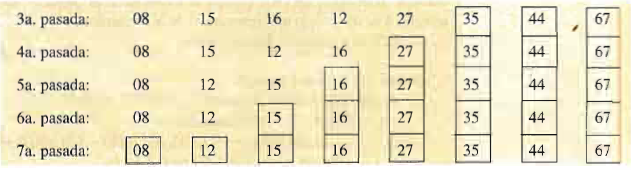 3a. pasada: 08 15 16 12 27 35 44 67
4a. pasada: 08 15 12 16 27 35 44 67
5a. pasada: 08 12 15 16 27 35 44 67
6a. pasada: 08 12 15 16 27 35 44 67
7a. pasada: 08 12 15 16 27 35 44 67